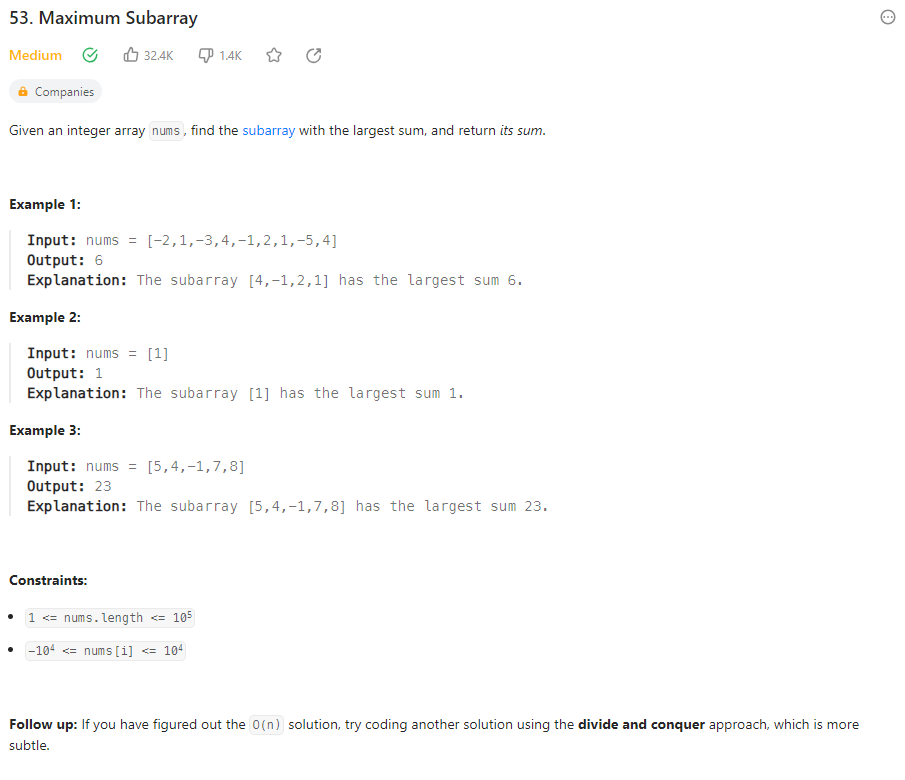 53. Maximum Subarray
Medium 32.4K 1.4K
Companies
Given an integer array nums, find the subarray with the largest sum, and return its sum.
Example 1:
Input: nums = [-2,1,-3,4,-1,2,1,-5,4]
Output: 6
Explanation: The subarray [4,-1,2,1] has the largest sum 6.
Example 2:
Input: nums = [1]
Output: 1
Explanation: The subarray [1] has the largest sum 1.
Example 3:
Input: nums = [5,4,-1,7,8]
Output: 23
Explanation: The subarray [5,4,-1,7,8] has the largest sum 23.
Constraints:
• 1 <= nums.length <= 10⁵
• -10⁴ <= nums[i] <= 10⁴
Follow up: If you have figured out the O(n) solution, try coding another solution using the divide and conquer approach, which is more
subtle.